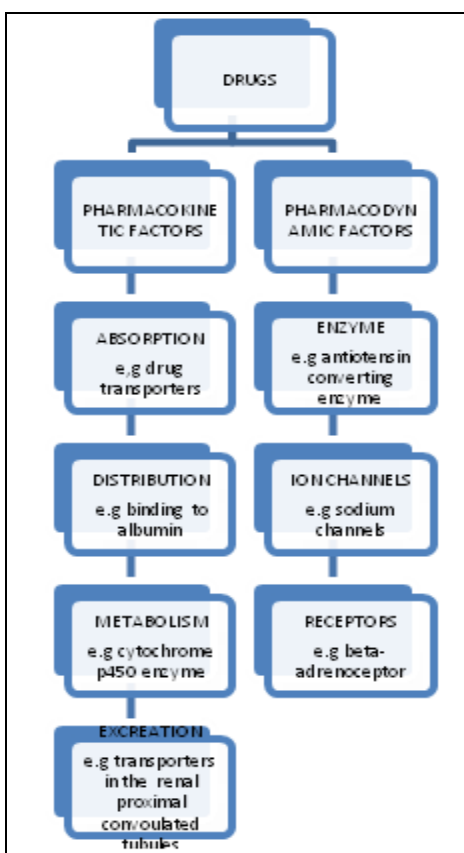 DRUGS
PHARMACOKINE
TIC FACTORS
ABSORPTION
e,g drug
transporters
DISTRIBUTION
e.g binding to
albumin
METABOLISM
e.g cytochrome
p450 enzyme
EXCREATION
e.g transporters
in the renal
proximal
convoulated
tubules
PHARMACODYN
AMIC FACTORS
ENZYME
e.g antiotensin
converting
enzyme
ION CHANNELS
e.g sodium
channels
RECEPTORS
e.g beta-
adrenoceptor